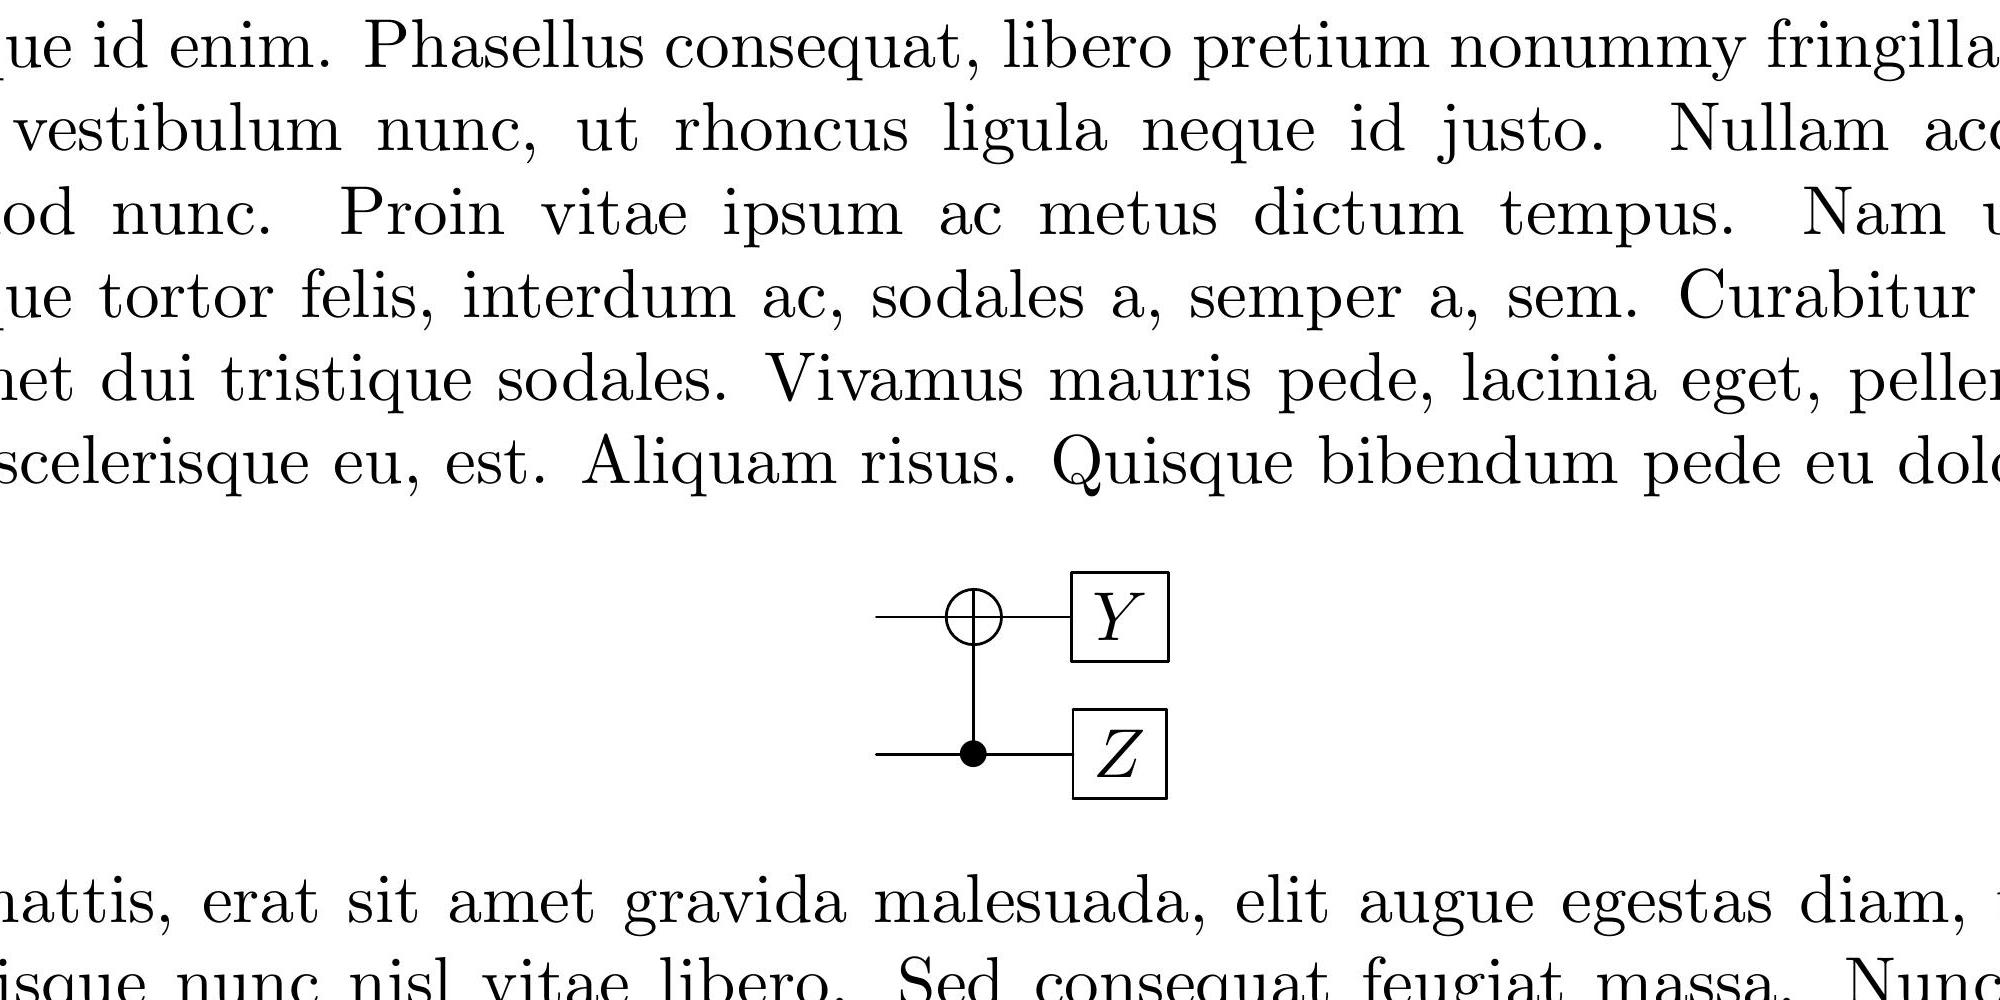 ue id enim. Phasellus consequat, libero pretium nonummy fringilla
vestibulum nunc, ut rhoncus ligula neque id justo. Nullam acc
od nunc. Proin vitae ipsum ac metus dictum tempus. Nam u
ue tortor felis, interdum ac, sodales a, semper a, sem. Curabitur
net dui tristique sodales. Vivamus mauris pede, lacinia eget, peller
scelerisque eu, est. Aliquam risus. Quisque bibendum pede eu dolo
Y
Z
nattis, erat sit amet gravida malesuada, elit augue egestas diam,
isque nunc nisl vitae libero. Sed consequat feugiat massa. Nunc